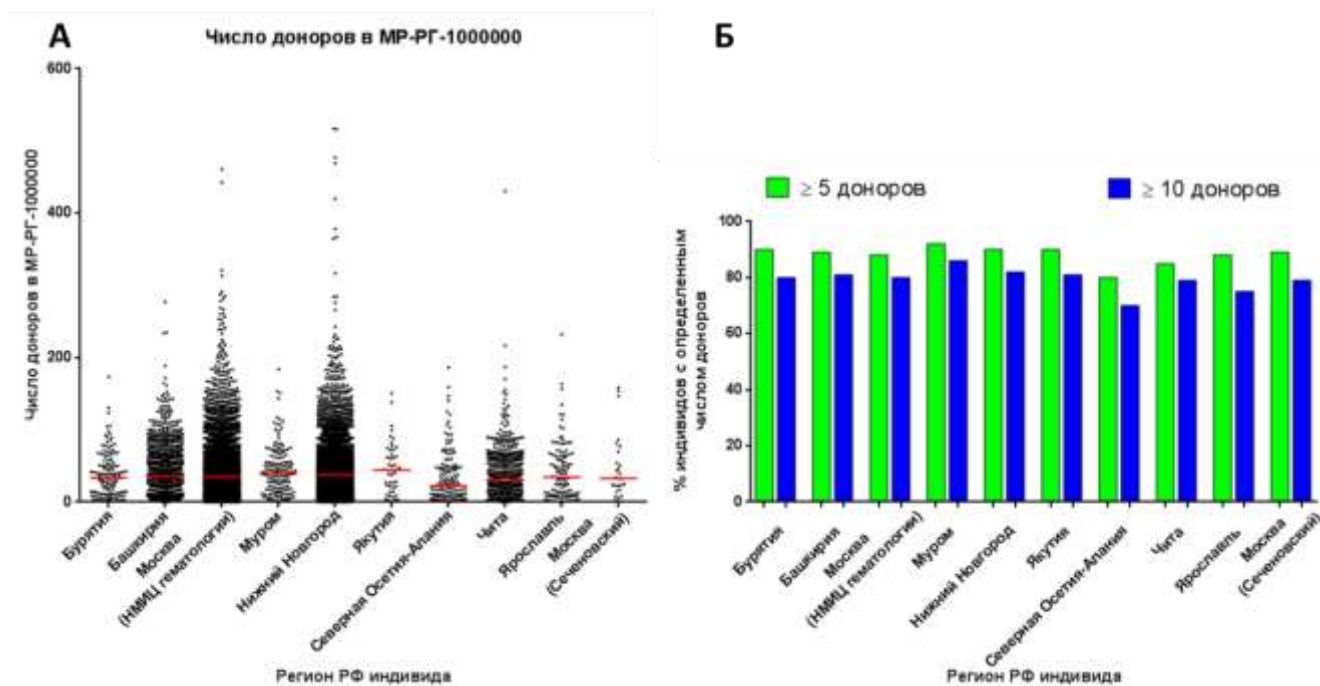 А
Число доноров в МР-РГ-1000000
Число доноров в МР-РГ-1000000
600
400
200
0
Бурятия
Башкирия
Москва
(НМИЦ гематологии)
Муром
Нижний Новгород
Якутия
Северная Осетия-Алания
Чита
Ярославль
Москва
(Сеченовский)
Регион РФ индивида
Б
≥ 5 доноров
≥ 10 доноров
% индивидов с определенным
числом доноров
100
80
60
40
20
0
Бурятия
Башкирия
Москва
(НМИЦ гематологии)
Муром
Нижний Новгород
Якутия
Северная Осетия-Алания
Чита
Ярославль
Москва
(Сеченовский)
Регион РФ индивида